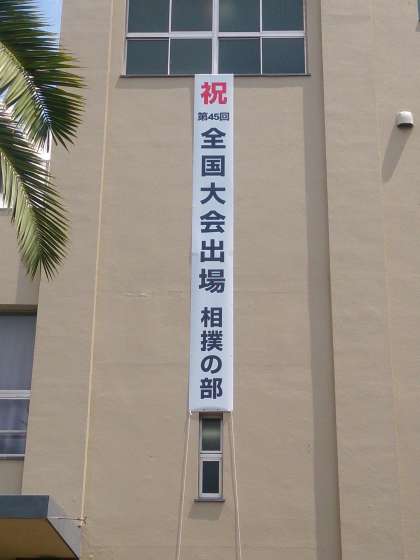 祝
第45回
全国大会出場 相撲の部